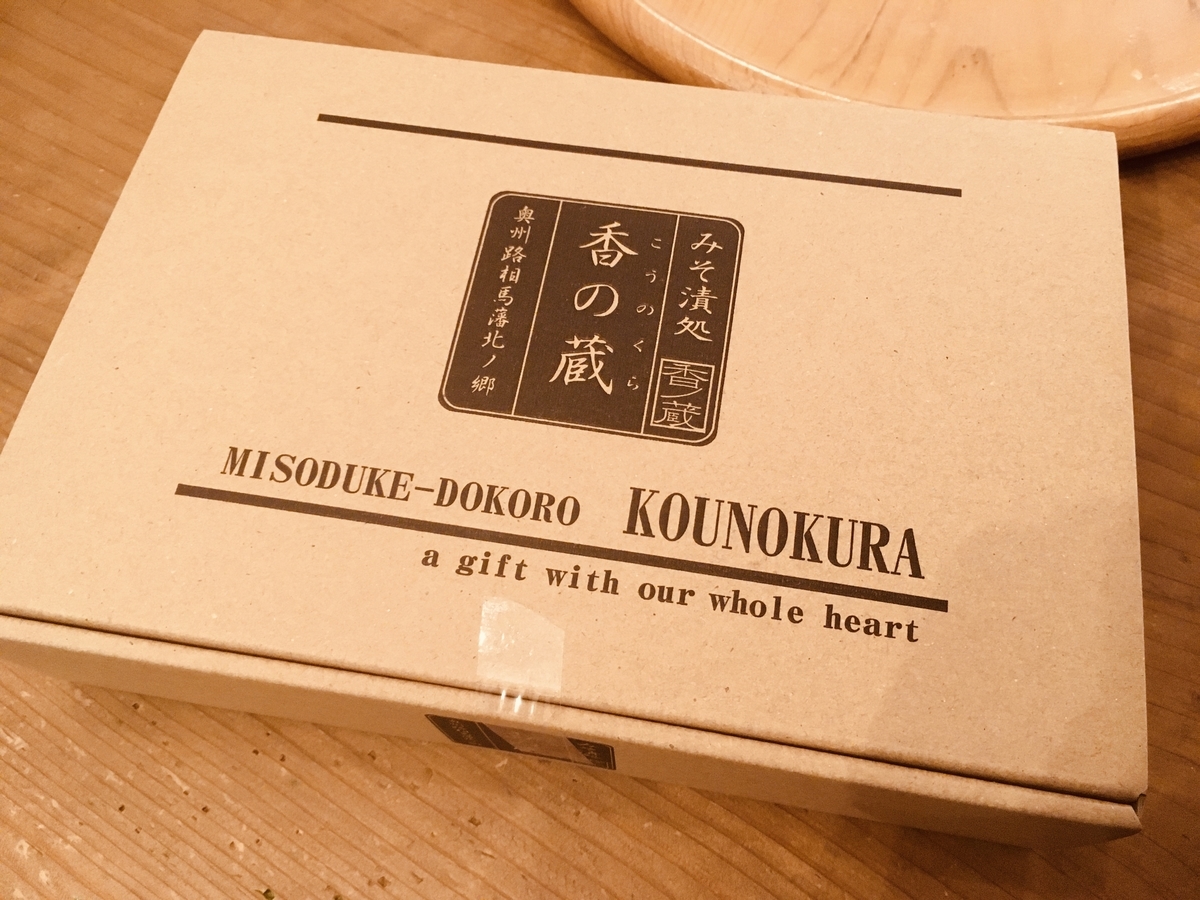 みそ漬処
香ノ蔵
こうのくら
香の蔵
奥州路相馬藩北ノ郷
MISODUKE-DOKORO KOUNOKURA
a gift with our whole heart